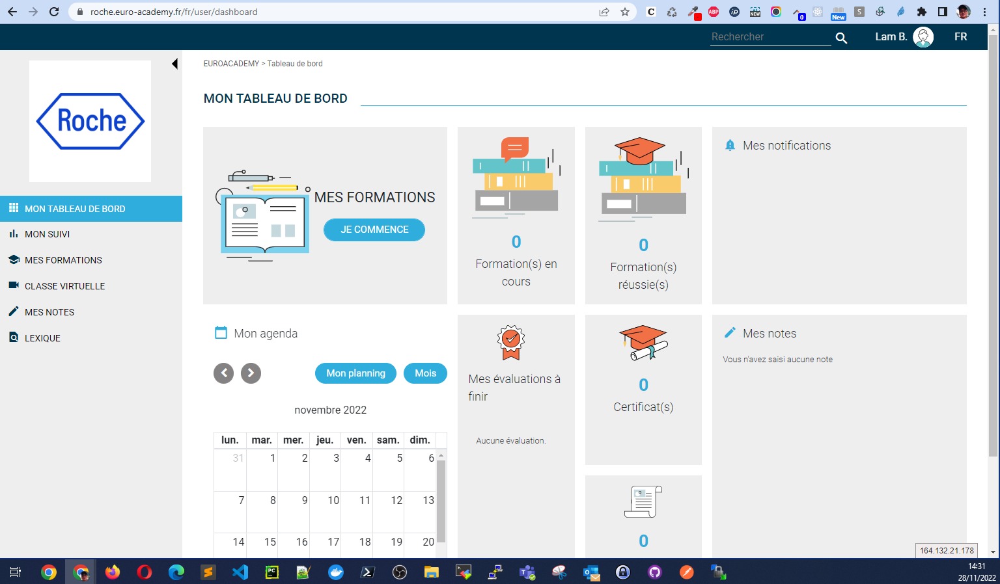 roche.euro-academy.fr/fr/user/dashboard
C
ABP
iP
NEW
0
New
S
Rechercher
Lam B.
FR
Roche
EUROACADEMY > Tableau de bord
MON TABLEAU DE BORD
MON TABLEAU DE BORD
MON SUIVI
MES FORMATIONS
CLASSE VIRTUELLE
MES NOTES
LEXIQUE
MES FORMATIONS
JE COMMENCE
0
Formation(s) en
cours
0
Formation(s)
réussie(s)
Mes notifications
Mon agenda
Mon planning
Mois
novembre 2022
lun. mar. mer. jeu. ven. sam. dim.
31 1 2 3 4 5 6
7 8 9 10 11 12 13
14 15 16 17 18 19 20
Mes évaluations à
finir
Aucune évaluation.
0
Certificat(s)
0
Mes notes
Vous n'avez saisi aucune note
164.132.21.178
PC
14:31
28/11/2022